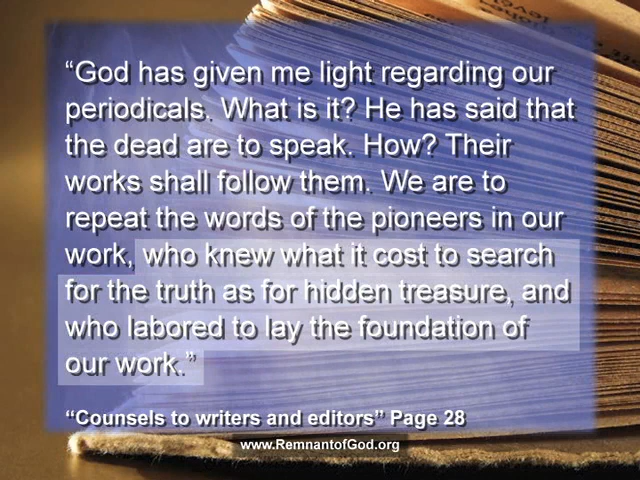 “God has given me light regarding our
periodicals. What is it? He has said that
the dead are to speak. How? Their
works shall follow them. We are to
repeat the words of the pioneers in our
work, who knew what it cost to search
for the truth as for hidden treasure, and
who labored to lay the foundation of
our work.”
“Counsels to writers and editors” Page 28
www.RemnantofGod.org